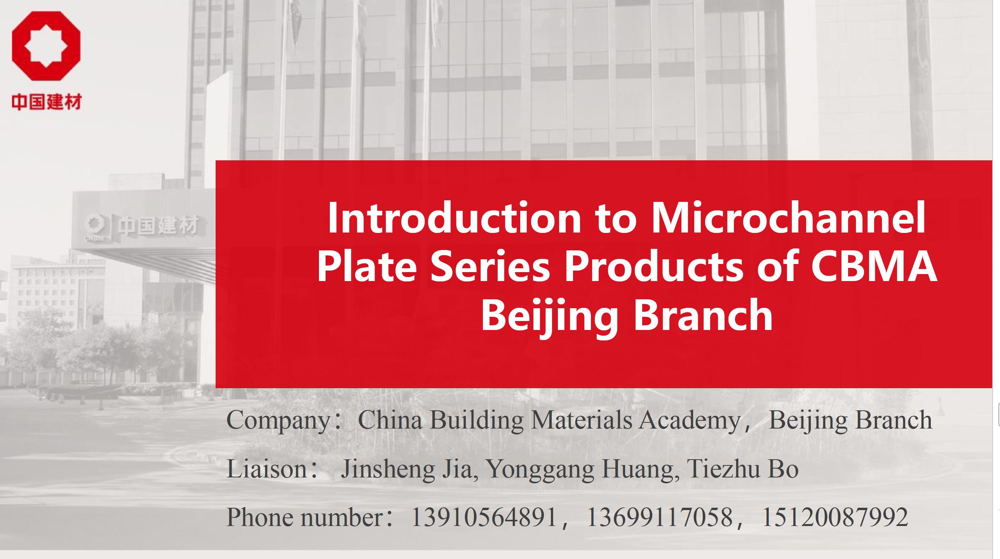 中国建材
CNBM 中国建材
Introduction to Microchannel
Plate Series Products of CBMA
Beijing Branch
Company：China Building Materials Academy，Beijing Branch
Liaison： Jinsheng Jia, Yonggang Huang, Tiezhu Bo
Phone number：13910564891，13699117058，15120087992